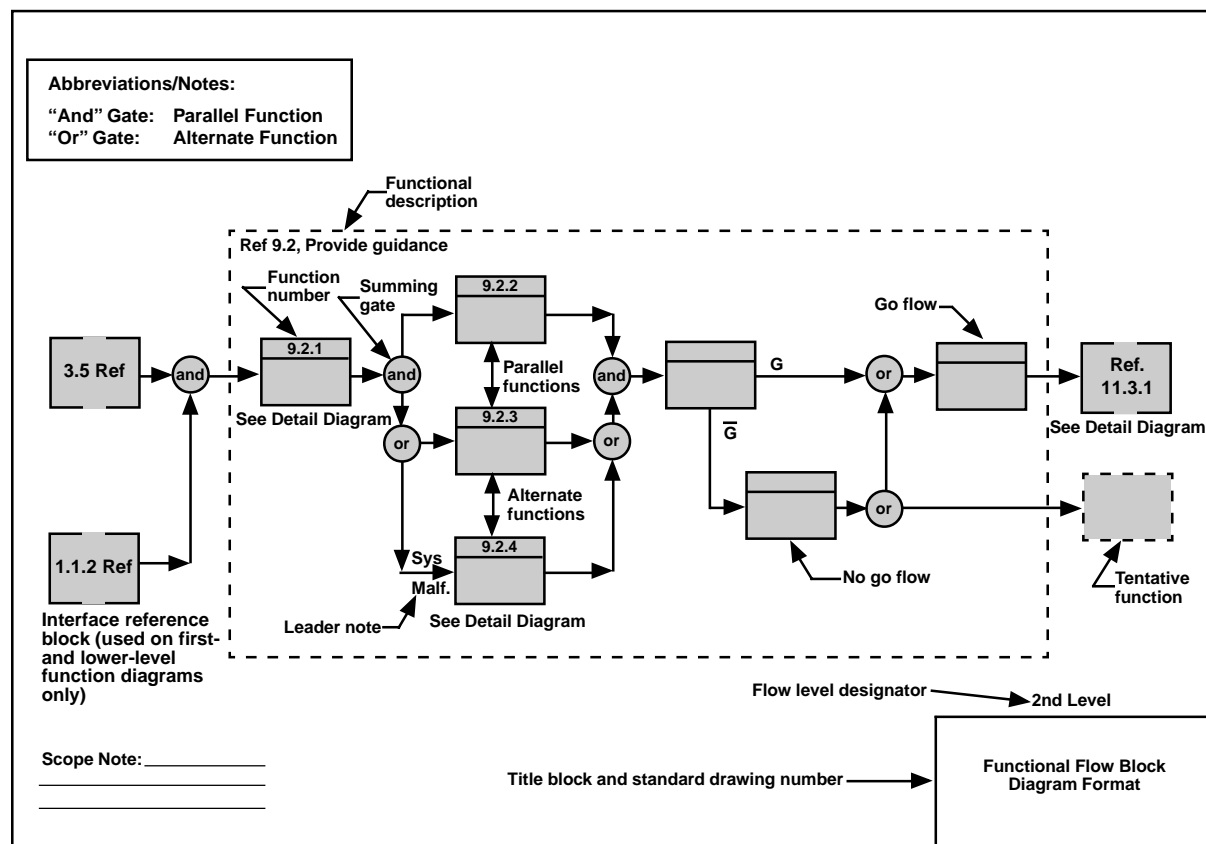 Abbreviations/Notes:
“And” Gate: Parallel Function
“Or” Gate: Alternate Function
Functional
description
Ref 9.2, Provide guidance
Function
number
Summing
gate
9.2.2
Go flow
3.5 Ref
and
9.2.1
See Detail Diagram
and
Parallel
functions
and
G
or
Ref.
11.3.1
See Detail Diagram
or
9.2.3
or
G̅
Alternate
functions
or
1.1.2 Ref
Sys
Malf.
9.2.4
See Detail Diagram
Leader note
No go flow
Tentative
function
Interface reference
block (used on first-
and lower-level
function diagrams
only)
Flow level designator
2nd Level
Scope Note:
Title block and standard drawing number
Functional Flow Block
Diagram Format